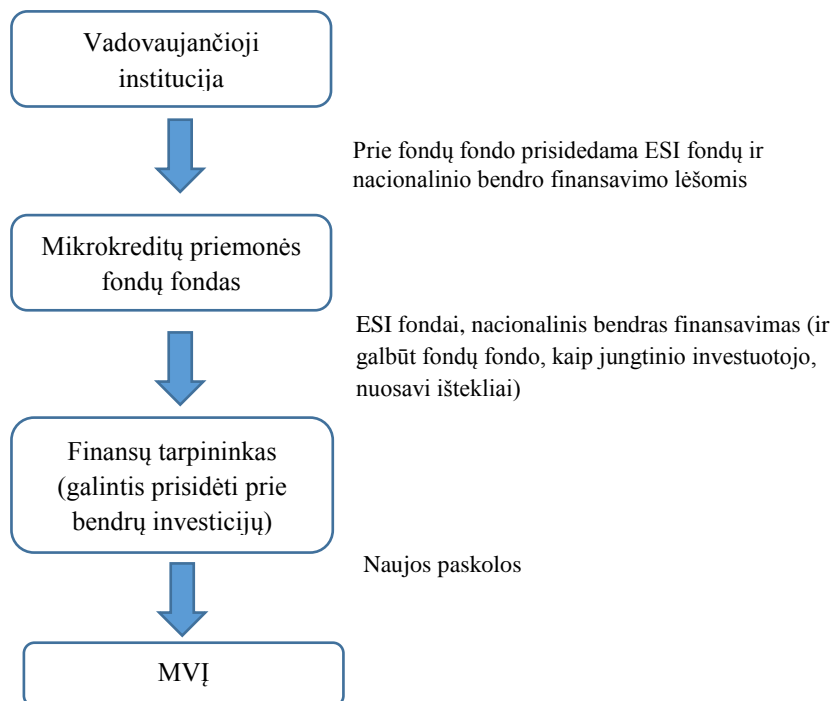 Vadovaujančioji
institucija
Prie fondų fondo prisidedama ESI fondų ir
nacionalinio bendro finansavimo lėšomis
Mikrokreditų priemonės
fondų fondas
ESI fondai, nacionalinis bendras finansavimas (ir
galbūt fondų fondo, kaip jungtinio investuotojo,
nuosavi ištekliai)
Finansų tarpininkas
(galintis prisidėti prie
bendrų investicijų)
Naujos paskolos
MVĮ